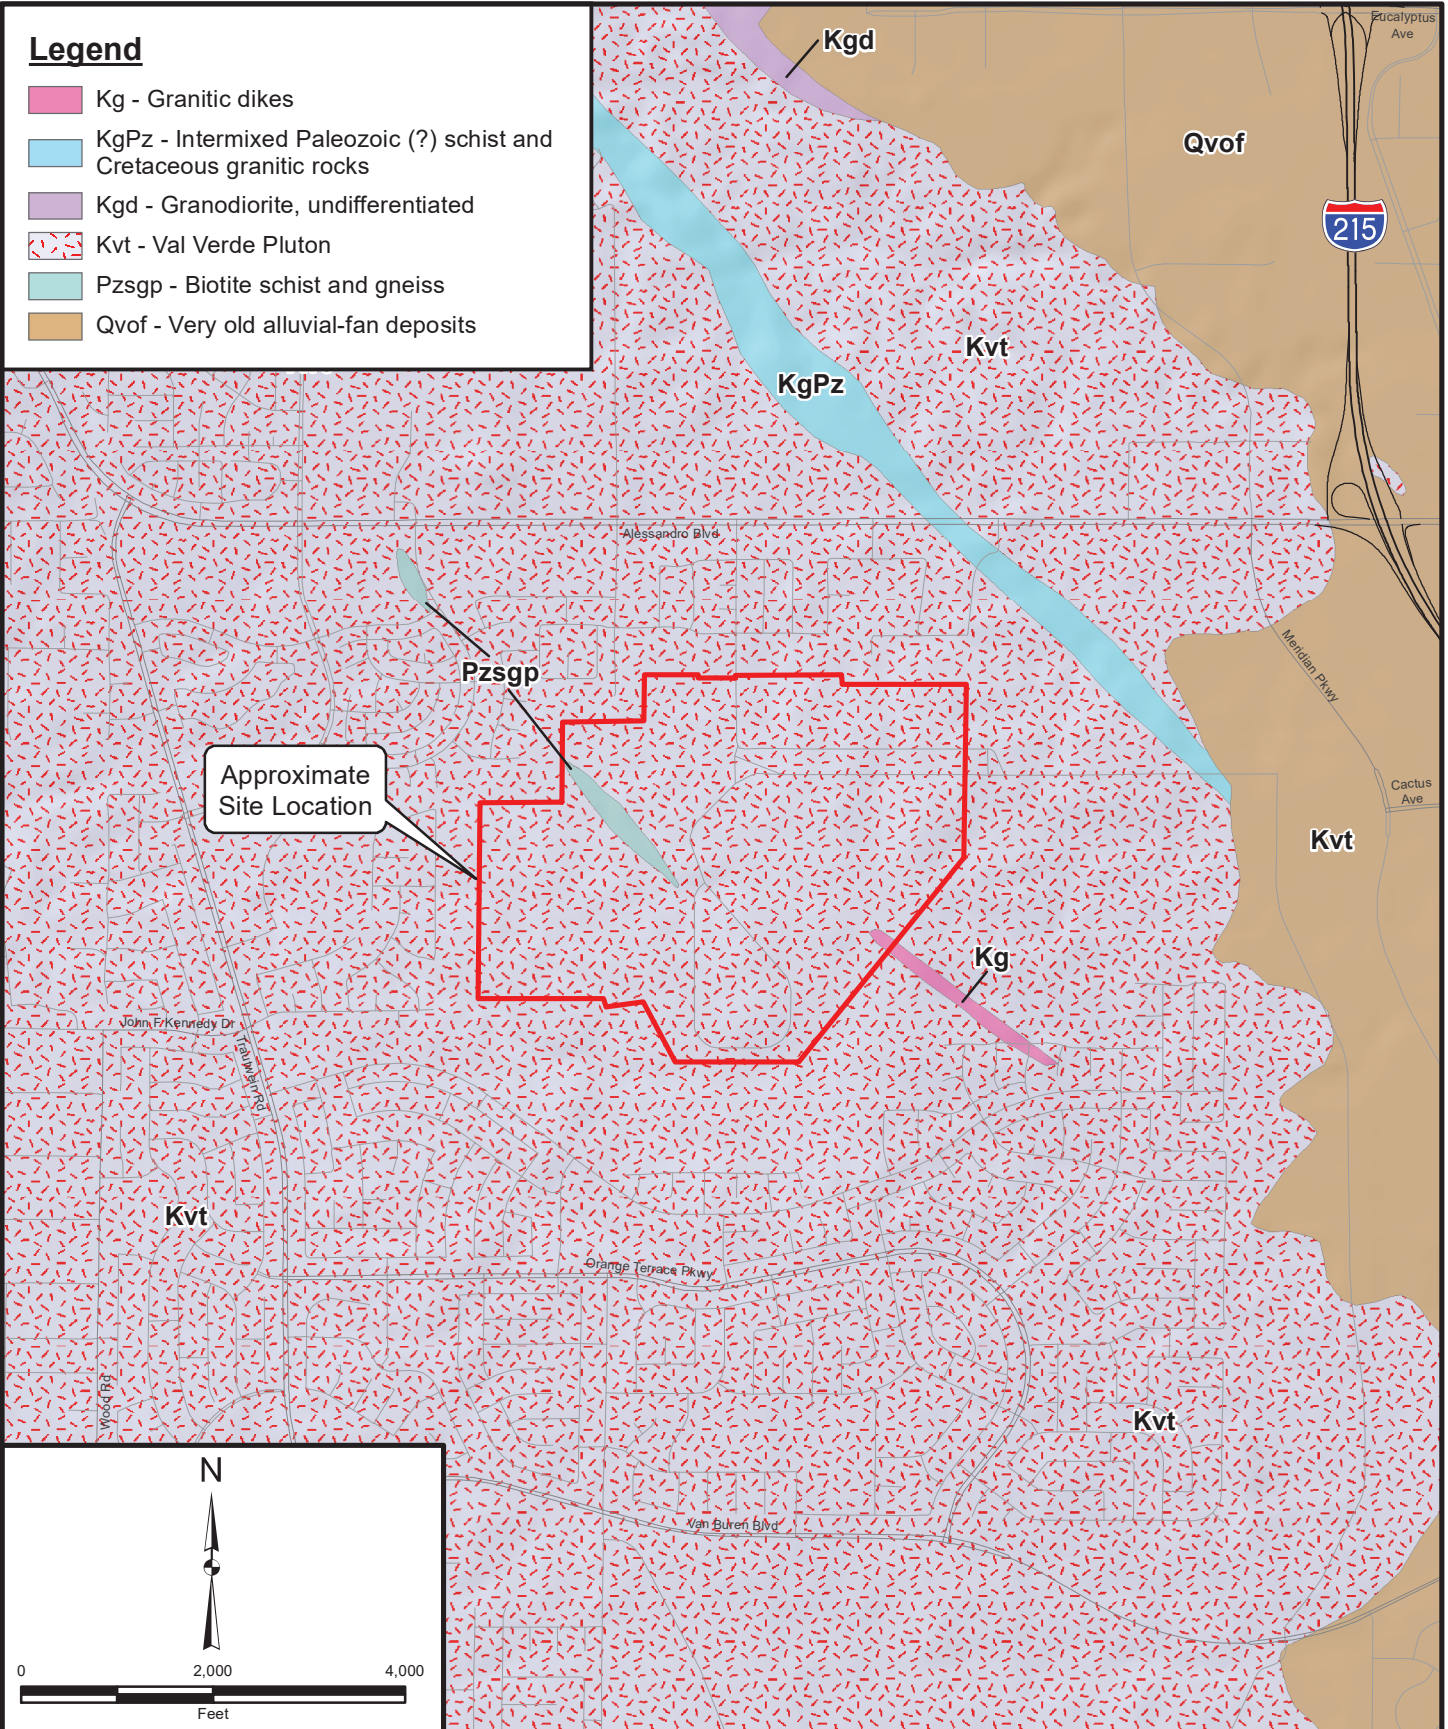 Legend
Kg - Granitic dikes
KgPz - Intermixed Paleozoic (?) schist and
Cretaceous granitic rocks
Kgd - Granodiorite, undifferentiated
Kvt - Val Verde Pluton
Pzsgp - Biotite schist and gneiss
Qvof - Very old alluvial-fan deposits
Kgd
Eucalyptus
Ave
Qvof
215
Kvt
KgPz
Alessandro Blvd
Meridian Pkwy
Pzsgp
Approximate
Site Location
Cactus
Ave
Kvt
Kg
John F Kennedy Dr
Trautwein Rd
Kvt
Orange Terrace Pkwy
Wood Rd
Kvt
Van Buren Blvd
N
0 2,000 4,000
Feet